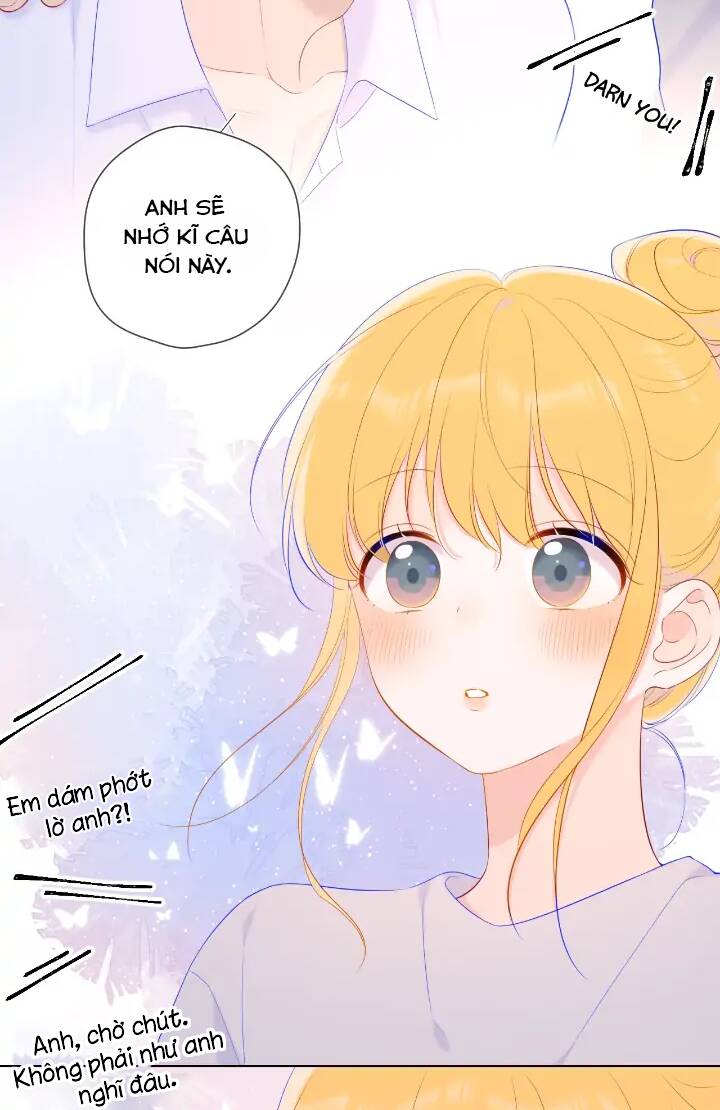 DARN YOU!
ANH SẼ
NHỚ KĨ CÂU
NÓI NÀY.
Em dám phớt
lờ anh?!
Anh, chờ chút.
Không phải như anh
nghĩ đâu.